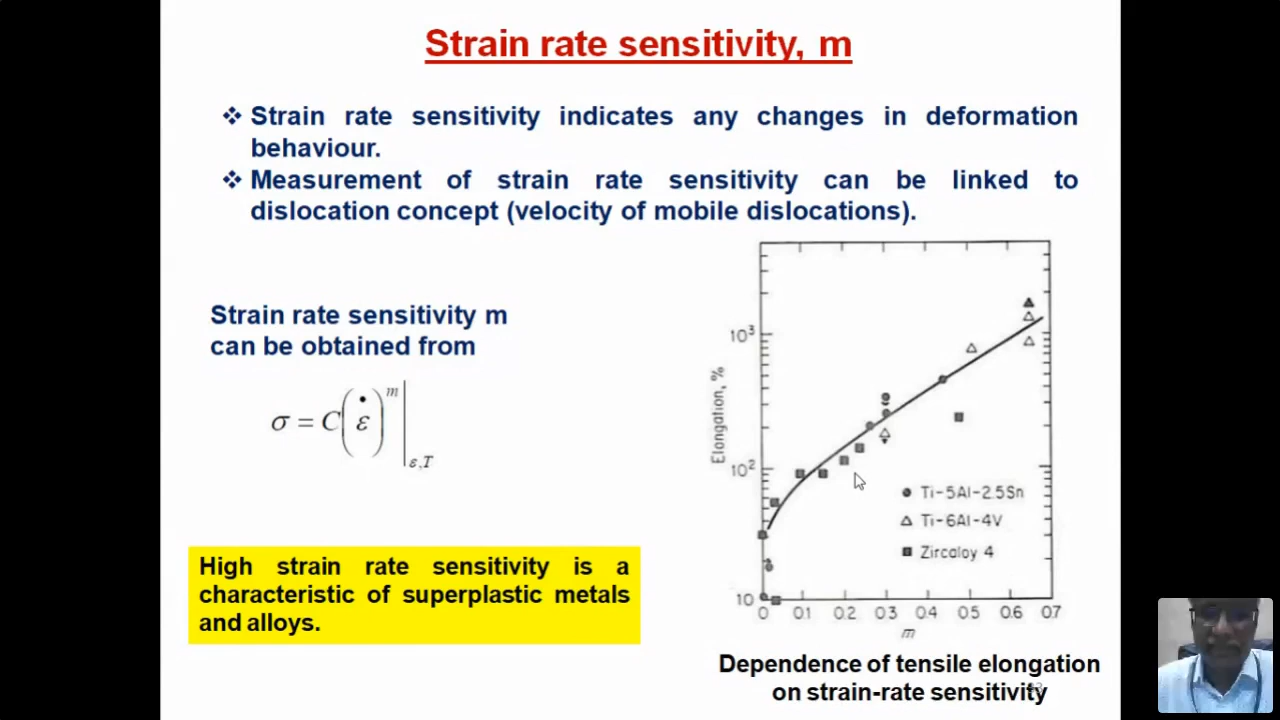 Strain rate sensitivity, m
❖ Strain rate sensitivity indicates any changes in deformation
behaviour.
❖ Measurement of strain rate sensitivity can be linked to
dislocation concept (velocity of mobile dislocations).
Strain rate sensitivity m
can be obtained from
σ = C(ε̇)^m |ε,T
High strain rate sensitivity is a
characteristic of superplastic metals
and alloys.
10³
10²
10
Elongation, %
Ti-5Al-2.5Sn
Ti-6Al-4V
Zircaloy 4
0 0.1 0.2 0.3 0.4 0.5 0.6 0.7
m
Dependence of tensile elongation
on strain-rate sensitivity